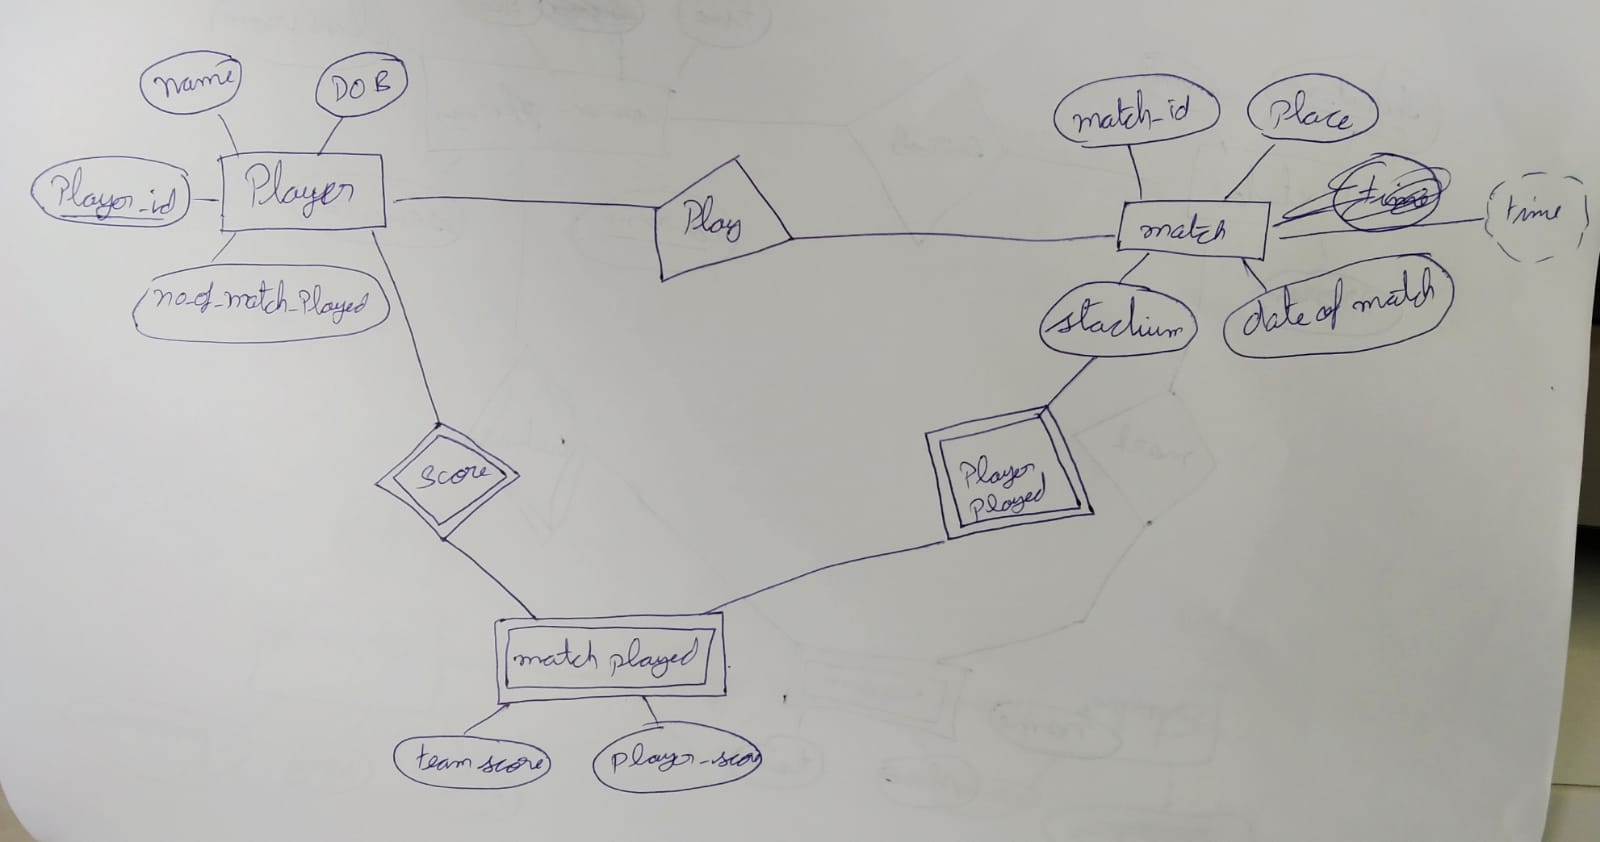 name
DOB
match_id
Place
Player_id
Player
time
Play
match
no_of_match_Played
stadium
date of match
Score
Player
Played
match played
team score
player_score